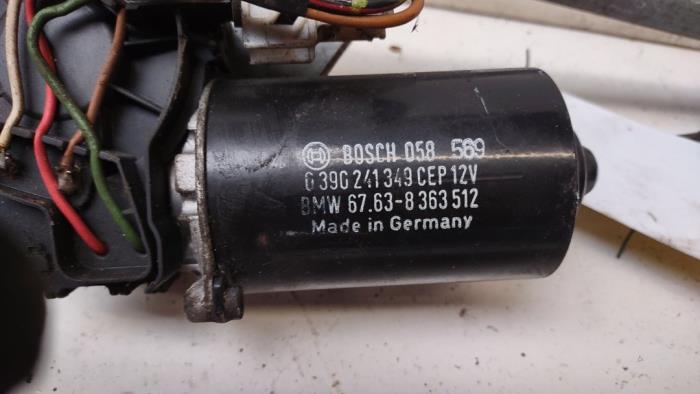 BOSCH 058 569
0 390 241 349 CEP 12V
BMW 67.63-8 363 512
Made in Germany